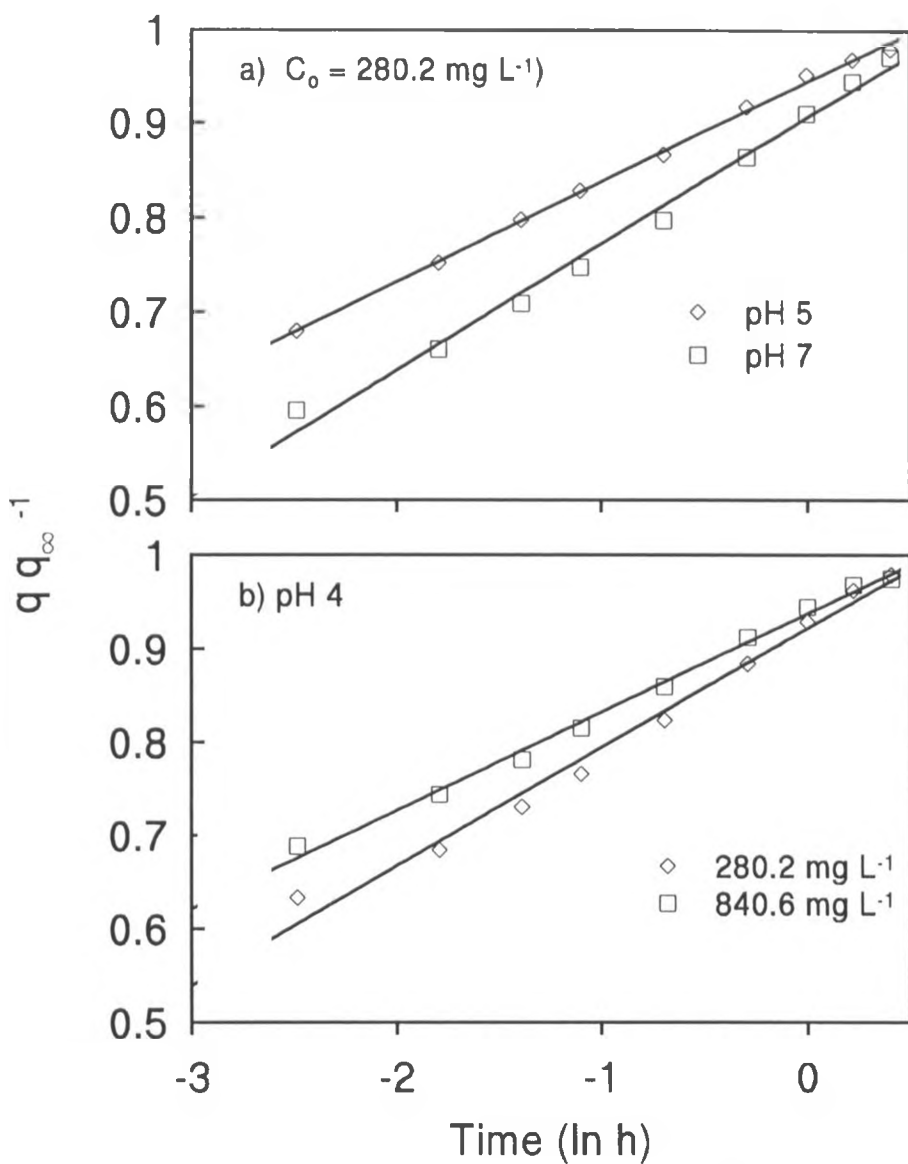 1
a) C₀ = 280.2 mg L⁻¹)
0.9
0.8
0.7
pH 5
pH 7
0.6
0.5
q q∞⁻¹
1
b) pH 4
0.9
0.8
0.7
280.2 mg L⁻¹
840.6 mg L⁻¹
0.6
0.5
-3 -2 -1 0
Time (ln h)